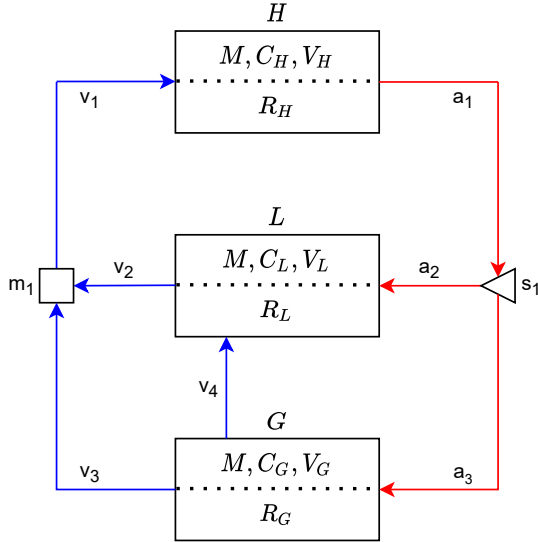 H
M, C_H, V_H
R_H
v_1
a_1
L
M, C_L, V_L
R_L
v_2
a_2
m_1
s_1
v_4
G
M, C_G, V_G
R_G
v_3
a_3